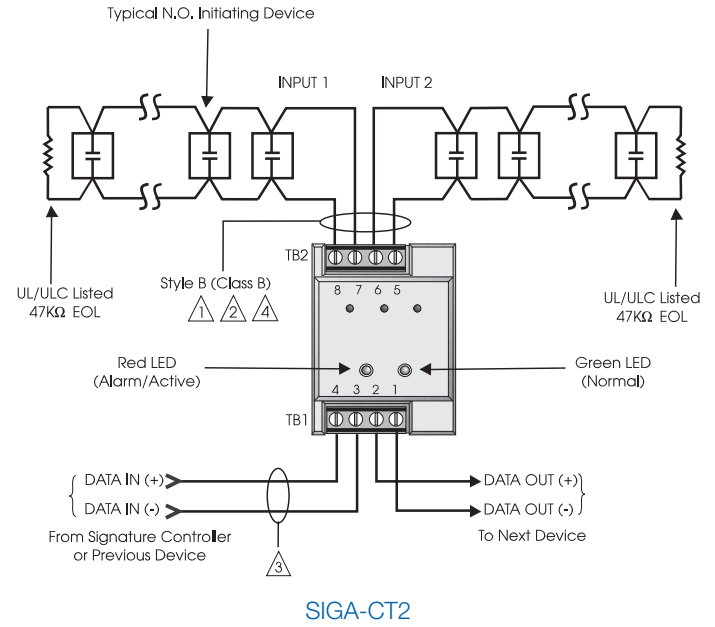 Typical N.O. Initiating Device
INPUT 1
INPUT 2
TB2
8 7 6 5
Style B (Class B)
1 2 4
UL/ULC Listed
47KΩ EOL
UL/ULC Listed
47KΩ EOL
Red LED
(Alarm/Active)
Green LED
(Normal)
4 3 2 1
TB1
DATA IN (+)
DATA IN (-)
From Signature Controller
or Previous Device
3
DATA OUT (+)
DATA OUT (-)
To Next Device
SIGA-CT2